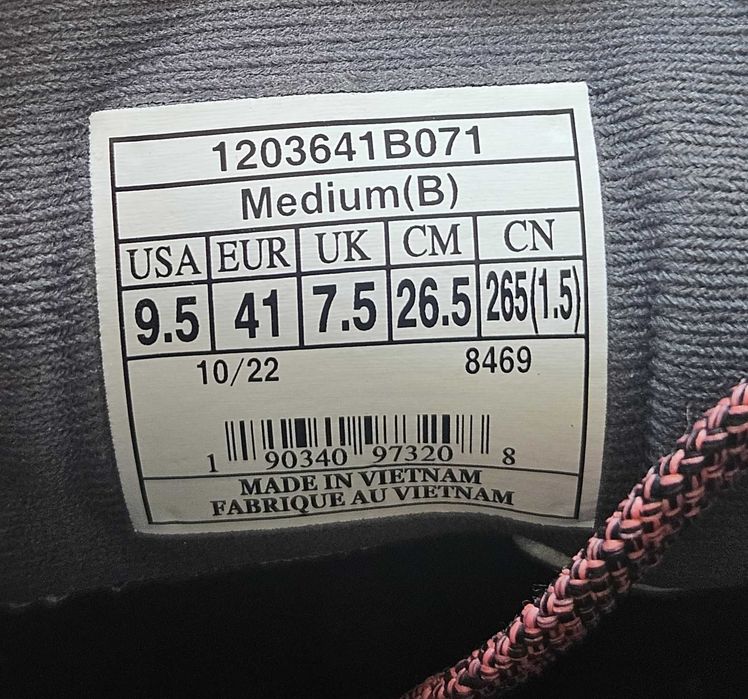 1203641B071
Medium(B)
USA EUR UK CM CN
9.5 41 7.5 26.5 265(1.5)
10/22 8469
1 90340 97320 8
MADE IN VIETNAM
FABRIQUE AU VIETNAM